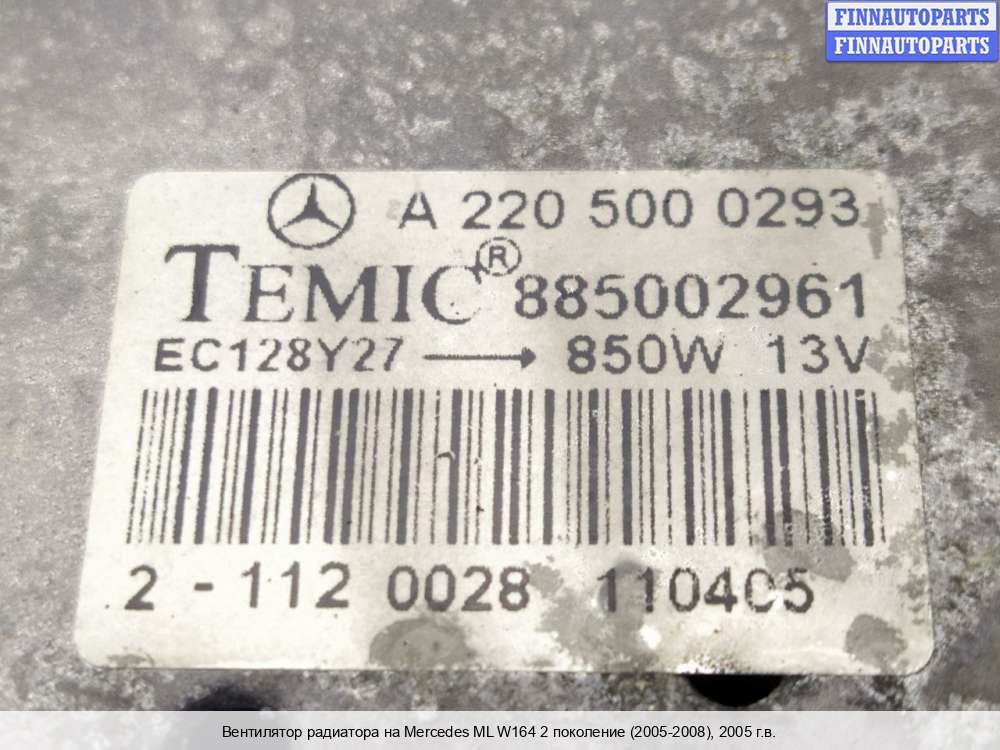 FINNAUTOPARTS
FINNAUTOPARTS
A 220 500 0293
TEMIC® 885002961
EC128Y27 → 850W 13V
2 - 112 0028 110405
Вентилятор радиатора на Mercedes ML W164 2 поколение (2005-2008), 2005 г.в.